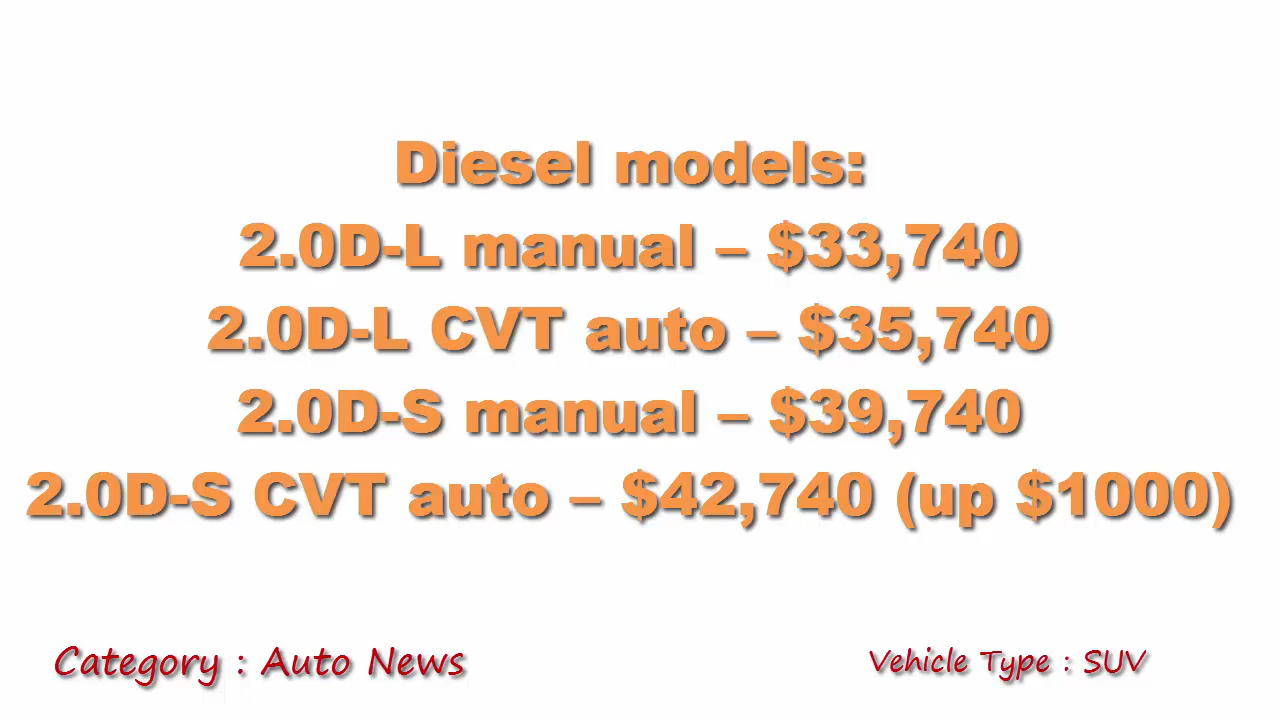 Diesel models:
2.0D-L manual – $33,740
2.0D-L CVT auto – $35,740
2.0D-S manual – $39,740
2.0D-S CVT auto – $42,740 (up $1000)
Category : Auto News
Vehicle Type : SUV